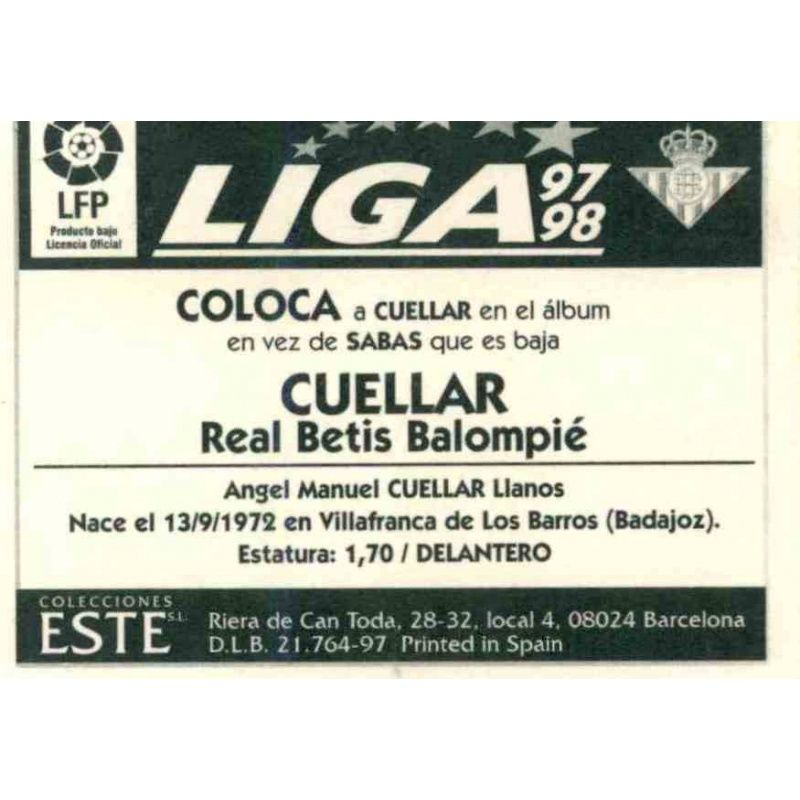 LFP
Producto bajo
Licencia Oficial
LIGA 97 98
COLOCA a CUELLAR en el álbum
en vez de SABAS que es baja
CUELLAR
Real Betis Balompié
Angel Manuel CUELLAR Llanos
Nace el 13/9/1972 en Villafranca de Los Barros (Badajoz).
Estatura: 1,70 / DELANTERO
COLECCIONES
ESTE S.L.
Riera de Can Toda, 28-32, local 4, 08024 Barcelona
D.L.B. 21.764-97 Printed in Spain